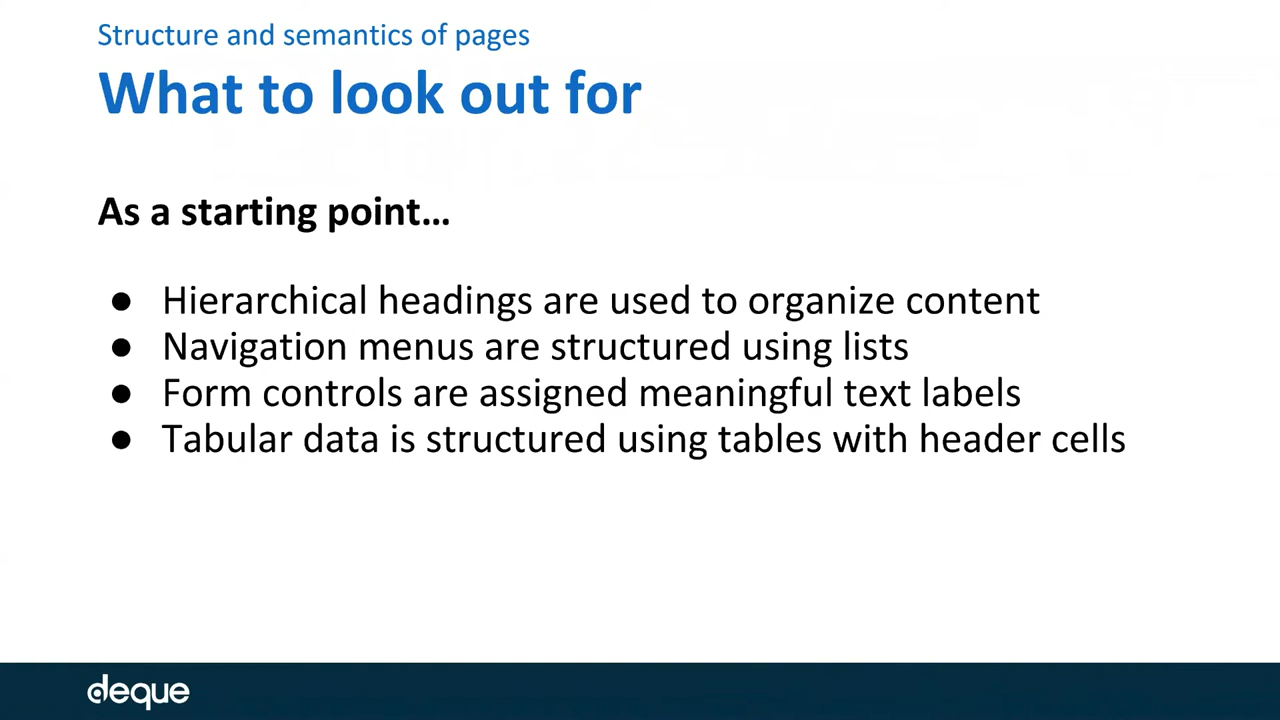 Structure and semantics of pages
What to look out for
As a starting point…
● Hierarchical headings are used to organize content
● Navigation menus are structured using lists
● Form controls are assigned meaningful text labels
● Tabular data is structured using tables with header cells
deque